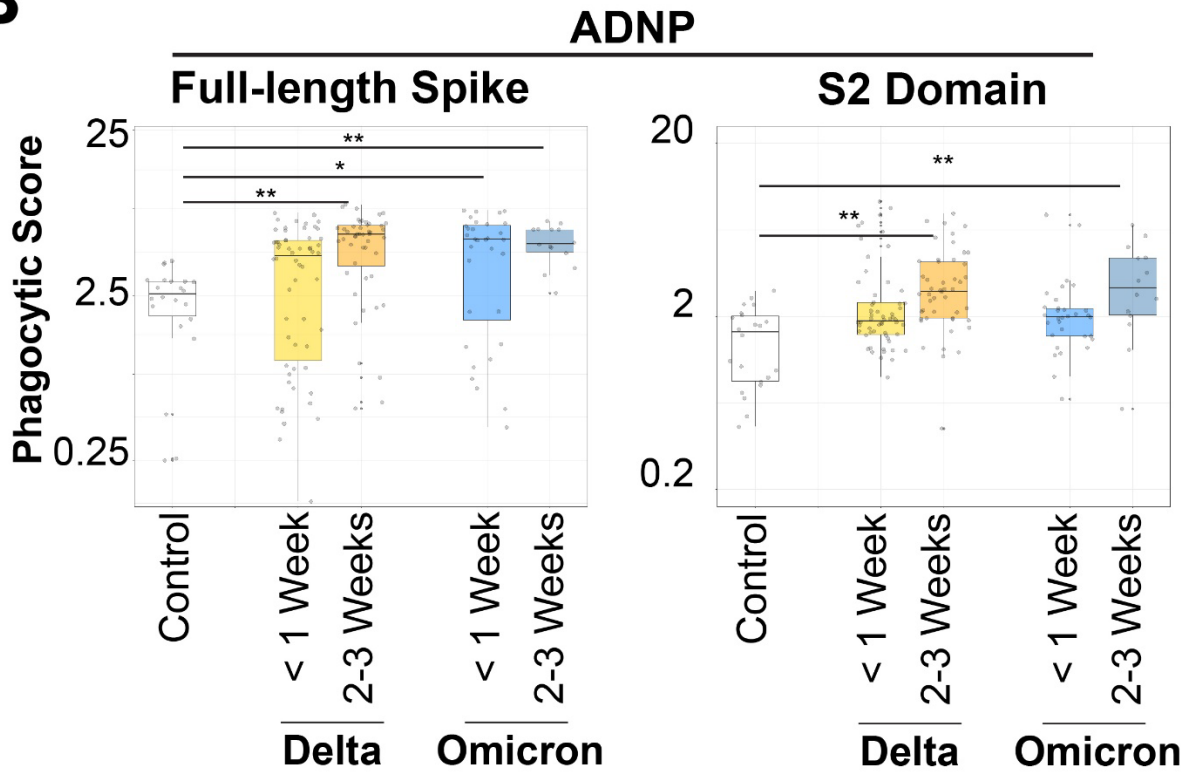 ADNP
Full-length Spike
S2 Domain
Phagocytic Score
25
2.5
0.25
**
*
**
Control
< 1 Week
2-3 Weeks
< 1 Week
2-3 Weeks
Delta
Omicron
20
2
0.2
**
**
Control
< 1 Week
2-3 Weeks
< 1 Week
2-3 Weeks
Delta
Omicron